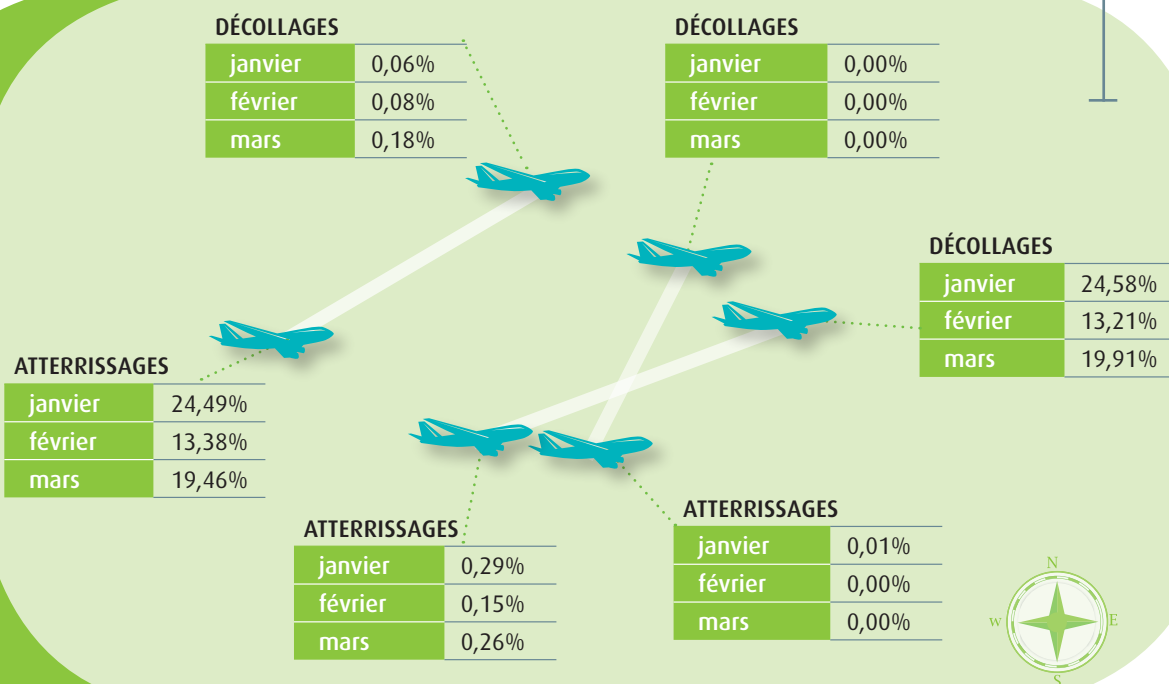 DÉCOLLAGES
janvier 0,06%
février 0,08%
mars 0,18%
DÉCOLLAGES
janvier 0,00%
février 0,00%
mars 0,00%
DÉCOLLAGES
janvier 24,58%
février 13,21%
mars 19,91%
ATTERRISSAGES
janvier 24,49%
février 13,38%
mars 19,46%
ATTERRISSAGES
janvier 0,29%
février 0,15%
mars 0,26%
ATTERRISSAGES
janvier 0,01%
février 0,00%
mars 0,00%
N
W E
S